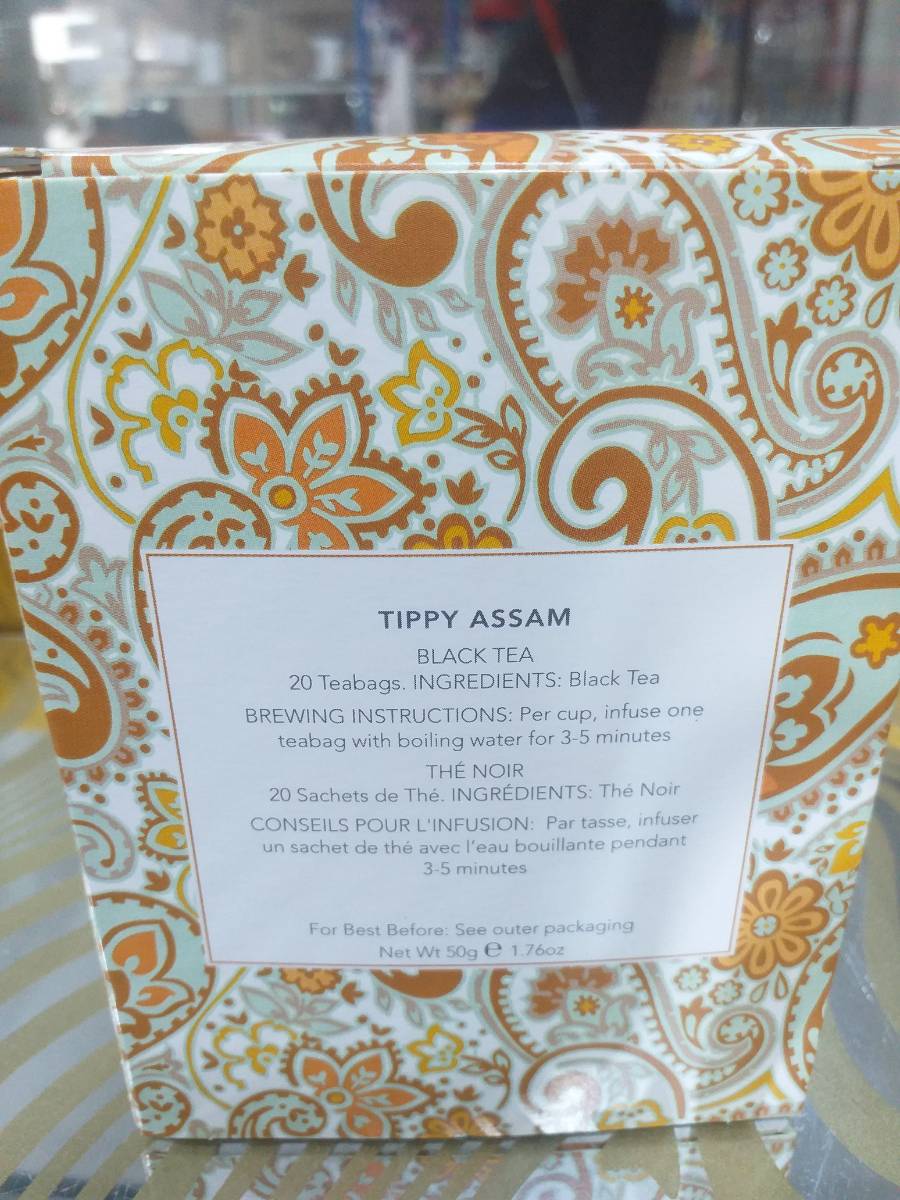 TIPPY ASSAM
BLACK TEA
20 Teabags. INGREDIENTS: Black Tea
BREWING INSTRUCTIONS: Per cup, infuse one
teabag with boiling water for 3-5 minutes
THÉ NOIR
20 Sachets de Thé. INGRÉDIENTS: Thé Noir
CONSEILS POUR L'INFUSION: Par tasse, infuser
un sachet de thé avec l'eau bouillante pendant
3-5 minutes
For Best Before: See outer packaging
Net Wt 50g ℮ 1.76oz